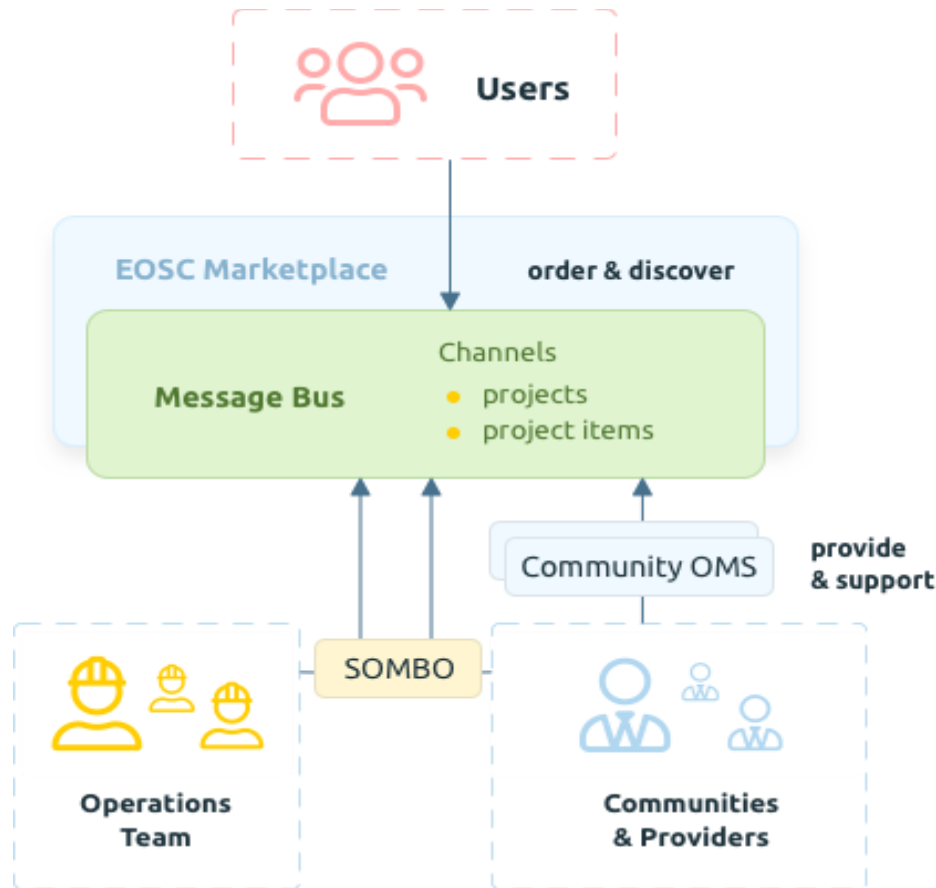 Users
EOSC Marketplace
order & discover
Message Bus
Channels
projects
project items
Community OMS
provide
& support
SOMBO
Operations
Team
Communities
& Providers